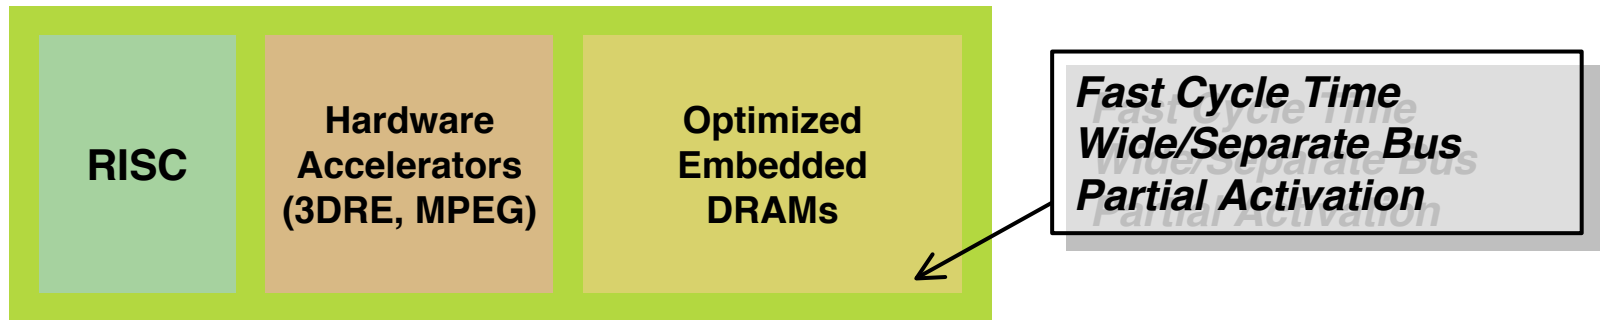 RISC
Hardware
Accelerators
(3DRE, MPEG)
Optimized
Embedded
DRAMs
Fast Cycle Time
Wide/Separate Bus
Partial Activation